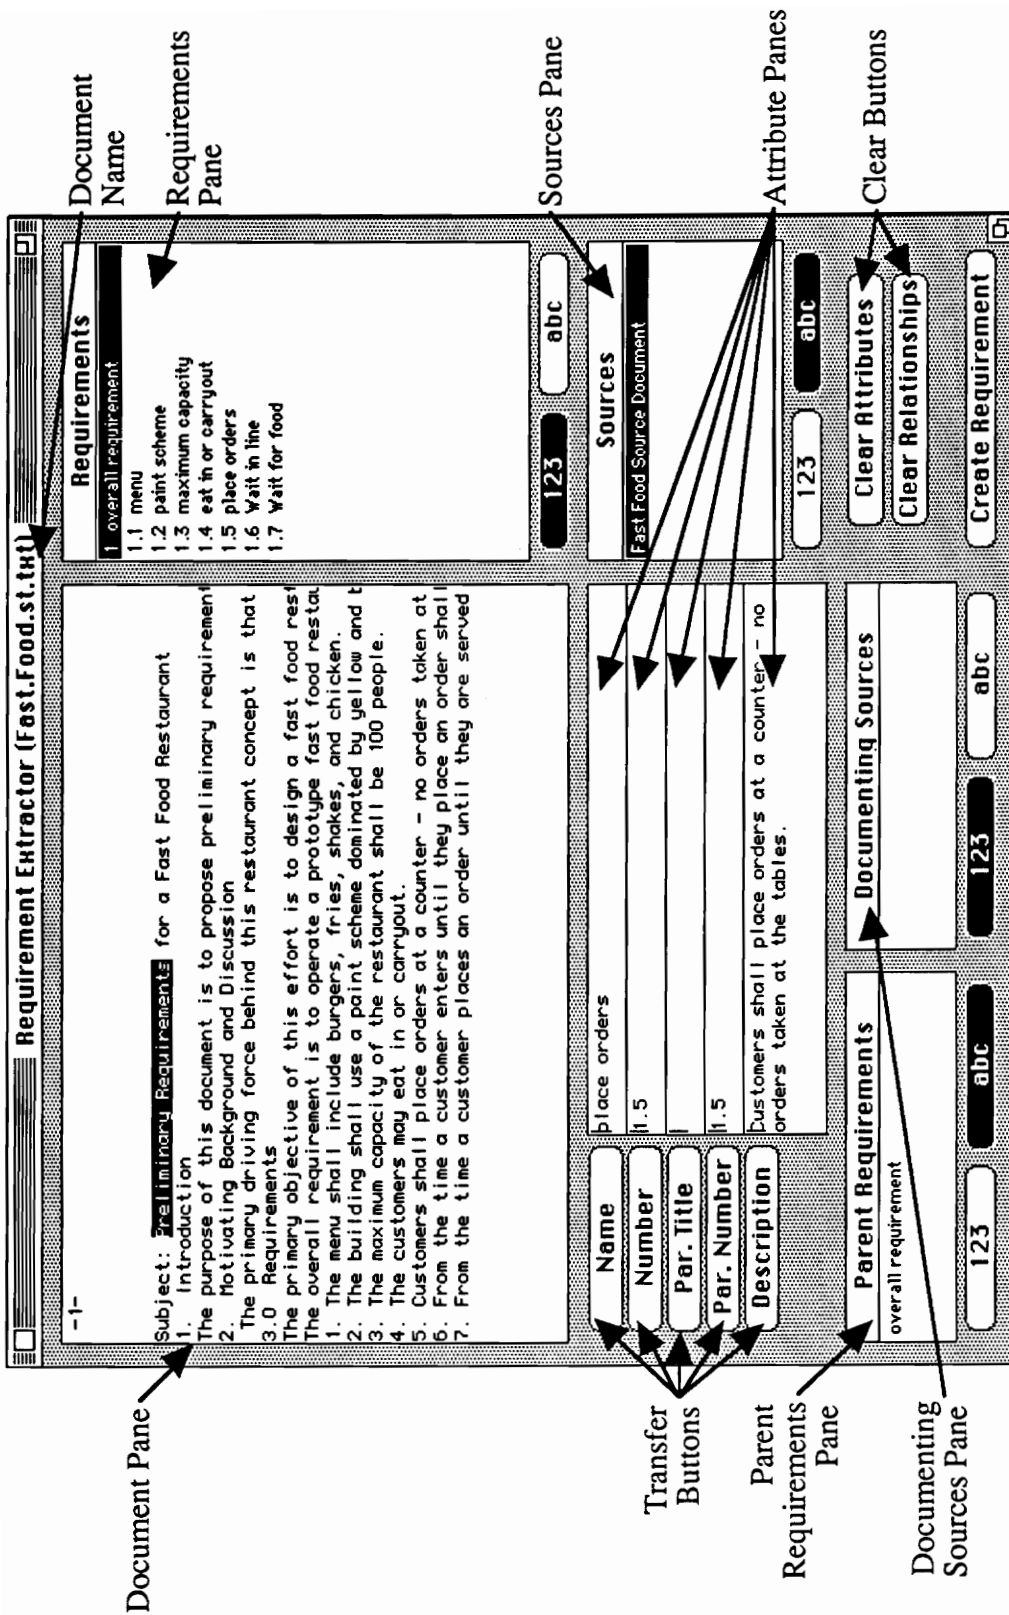 Document
Name
Requirements
Pane
Sources Pane
Attribute Panes
Clear Buttons
Requirement Extractor (Fast.Food.st.txt)
-1-
Subject: Preliminary Requirements for a Fast Food Restaurant
1. Introduction
The purpose of this document is to propose preliminary requirement
2. Motivating Background and Discussion
The primary driving force behind this restaurant concept is that
3.0 Requirements
The primary objective of this effort is to design a fast food rest
The overall requirement is to operate a prototype fast food restau
1. The menu shall include burgers, fries, shakes, and chicken.
2. The building shall use a paint scheme dominated by yellow and b
3. The maximum capacity of the restaurant shall be 100 people.
4. The customers may eat in or carryout.
5. Customers shall place orders at a counter - no orders taken at
6. From the time a customer enters until they place an order shall
7. From the time a customer places an order until they are served
Requirements
1 overall requirement
1.1 menu
1.2 paint scheme
1.3 maximum capacity
1.4 eat in or carryout
1.5 place orders
1.6 Wait in line
1.7 Wait for food
123 abc
Name place orders
Number 1.5
Par. Title
Par. Number 1.5
Description Customers shall place orders at a counter - no
orders taken at the tables.
Sources
Fast Food Source Document
123 abc
Parent Requirements
overall requirement
123 abc
Documenting Sources
123 abc
Clear Attributes
Clear Relationships
Create Requirement
Document Pane
Transfer
Buttons
Parent
Requirements
Pane
Documenting
Sources Pane